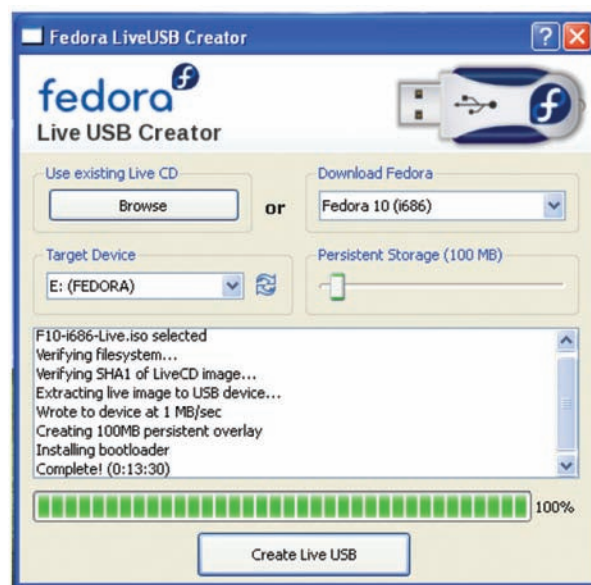 Fedora LiveUSB Creator
fedora
Live USB Creator
Use existing Live CD
Browse
or
Download Fedora
Fedora 10 (i686)
Target Device
E: (FEDORA)
Persistent Storage (100 MB)
F10-i686-Live.iso selected
Verifying filesystem...
Verifying SHA1 of LiveCD image...
Extracting live image to USB device...
Wrote to device at 1 MB/sec
Creating 100MB persistent overlay
Installing bootloader
Complete! (0:13:30)
100%
Create Live USB